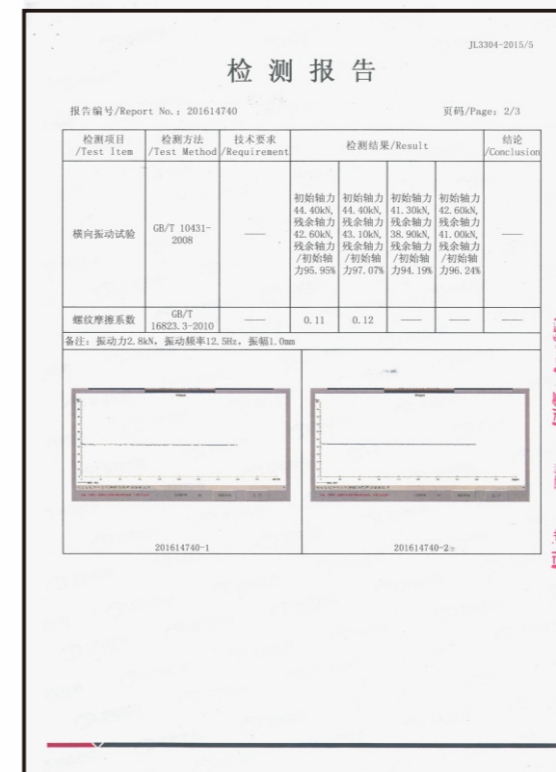 JL3304-2015/5
检 测 报 告
报告编号/Report No.: 201614740
页码/Page: 2/3
检测项目
/Test Item
检测方法
/Test Method
技术要求
/Requirement
检测结果/Result
结论
/Conclusion
横向振动试验
GB/T 10431-
2008
——
初始轴力
44.40kN,
残余轴力
42.60kN,
残余轴力
/初始轴
力95.95%
初始轴力
44.40kN,
残余轴力
43.10kN,
残余轴力
/初始轴
力97.07%
初始轴力
41.30kN,
残余轴力
38.90kN,
残余轴力
/初始轴
力94.19%
初始轴力
42.60kN,
残余轴力
41.00kN,
残余轴力
/初始轴
力96.24%
——
螺纹摩擦系数
GB/T
16823.3-2010
——
0.11
0.12
——
——
——
备注: 振动力2.8kN, 振动频率12.5Hz, 振幅1.0mm
201614740-1
201614740-2